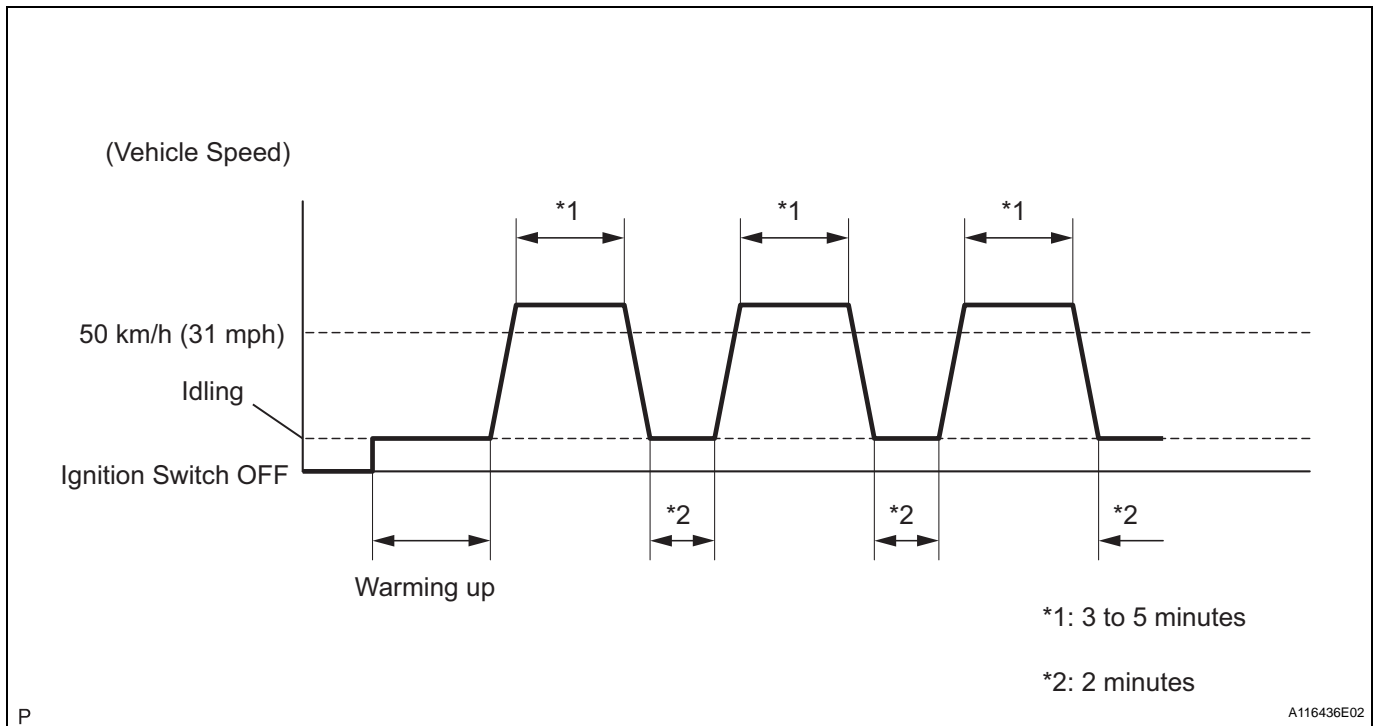 (Vehicle Speed)
*1
*1
*1
50 km/h (31 mph)
Idling
Ignition Switch OFF
*2
*2
*2
Warming up
*1: 3 to 5 minutes
*2: 2 minutes
P
A116436E02